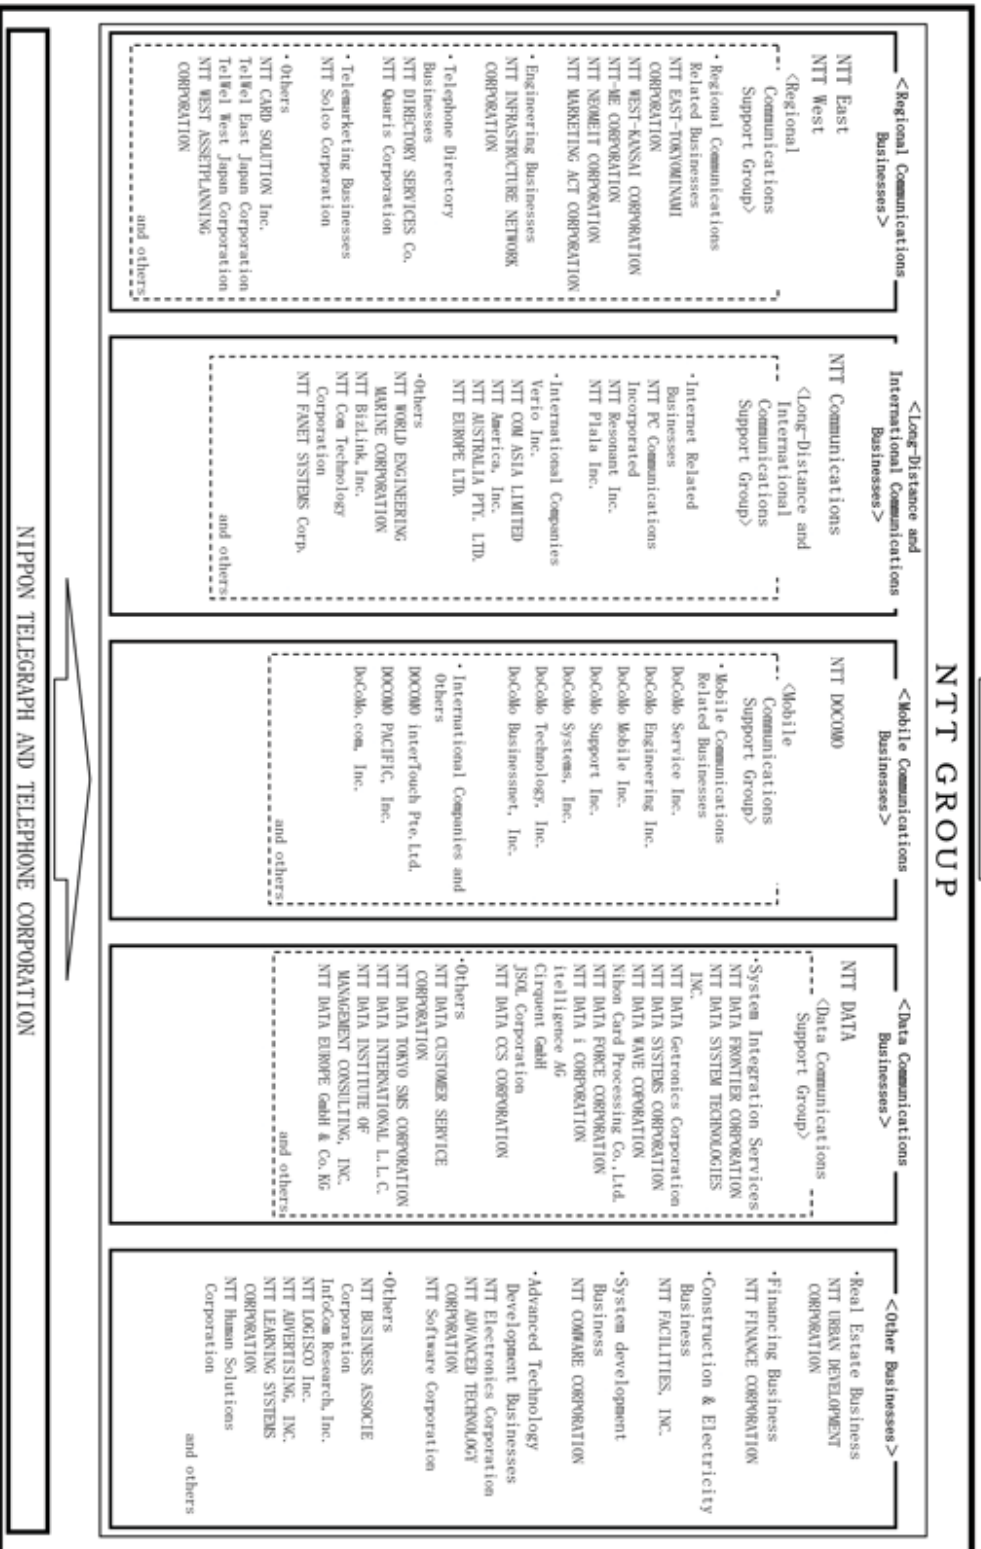 NTT GROUP
<Regional Communications
Businesses>
NTT East
NTT West
<Regional
Communications
Support Group>
・Regional Communications
Related Businesses
NTT EAST-TOKYOMINAMI
CORPORATION
NTT WEST-KANSAI CORPORATION
NTT-ME CORPORATION
NTT NEOMEIT CORPORATION
NTT MARKETING ACT CORPORATION
・Engineering Businesses
NTT INFRASTRUCTURE NETWORK
CORPORATION
・Telephone Directory
Businesses
NTT DIRECTORY SERVICES Co.
NTT Quaris Corporation
・Telemarketing Businesses
NTT Solco Corporation
・Others
NTT CARD SOLUTION Inc.
TelWel East Japan Corporation
TelWel West Japan Corporation
NTT WEST ASSETPLANNING
CORPORATION
and others
<Long-Distance and
International Communications
Businesses>
NTT Communications
<Long-Distance and
International
Communications
Support Group>
・Internet Related
Businesses
NTT PC Communications
Incorporated
NTT Resonant Inc.
NTT Plala Inc.
・International Companies
Verio Inc.
NTT COM ASIA LIMITED
NTT America, Inc.
NTT AUSTRALIA PTY. LTD.
NTT EUROPE LTD.
・Others
NTT WORLD ENGINEERING
MARINE CORPORATION
NTT BizLink, Inc.
NTT Com Technology
Corporation
NTT FANET SYSTEMS Corp.
and others
<Mobile Communications
Businesses>
NTT DOCOMO
<Mobile
Communications
Support Group>
・Mobile Communications
Related Businesses
DoCoMo Service Inc.
DoCoMo Engineering Inc.
DoCoMo Mobile Inc.
DoCoMo Support Inc.
DoCoMo Systems, Inc.
DoCoMo Technology, Inc.
DoCoMo Businessnet, Inc.
・International Companies and
Others
DOCOMO interTouch Pte. Ltd.
DOCOMO PACIFIC, Inc.
DoCoMo.com, Inc.
and others
<Data Communications
Businesses>
NTT DATA
<Data Communications
Support Group>
・System Integration Services
NTT DATA FRONTIER CORPORATION
NTT DATA SYSTEM TECHNOLOGIES
INC.
NTT DATA Getronics Corporation
NTT DATA SYSTEMS CORPORATION
NTT DATA WAVE COPORATION
Nihon Card Processing Co., Ltd.
NTT DATA FORCE CORPORATION
NTT DATA i CORPORATION
itelligence AG
Cirquent GmbH
JSOL Corporation
NTT DATA CCS CORPORATION
・Others
NTT DATA CUSTOMER SERVICE
CORPORATION
NTT DATA TOKYO SMS CORPORATION
NTT DATA INTERNATIONAL L.L.C.
NTT DATA INSTITUTE OF
MANAGEMENT CONSULTING, INC.
NTT DATA EUROPE GmbH & Co. KG
and others
<Other Businesses>
・Real Estate Business
NTT URBAN DEVELOPMENT
CORPORATION
・Financing Business
NTT FINANCE CORPORATION
・Construction & Electricity
Business
NTT FACILITIES, INC.
・System development
Business
NTT COMWARE CORPORATION
・Advanced Technology
Development Businesses
NTT Electronics Corporation
NTT ADVANCED TECHNOLOGY
CORPORATION
NTT Software Corporation
・Others
NTT BUSINESS ASSOCIE
Corporation
InfoCom Research, Inc.
NTT LOGISCO Inc.
NTT ADVERTISING, INC.
NTT LEARNING SYSTEMS
CORPORATION
NTT Human Solutions
Corporation
and others
NIPPON TELEGRAPH AND TELEPHONE CORPORATION